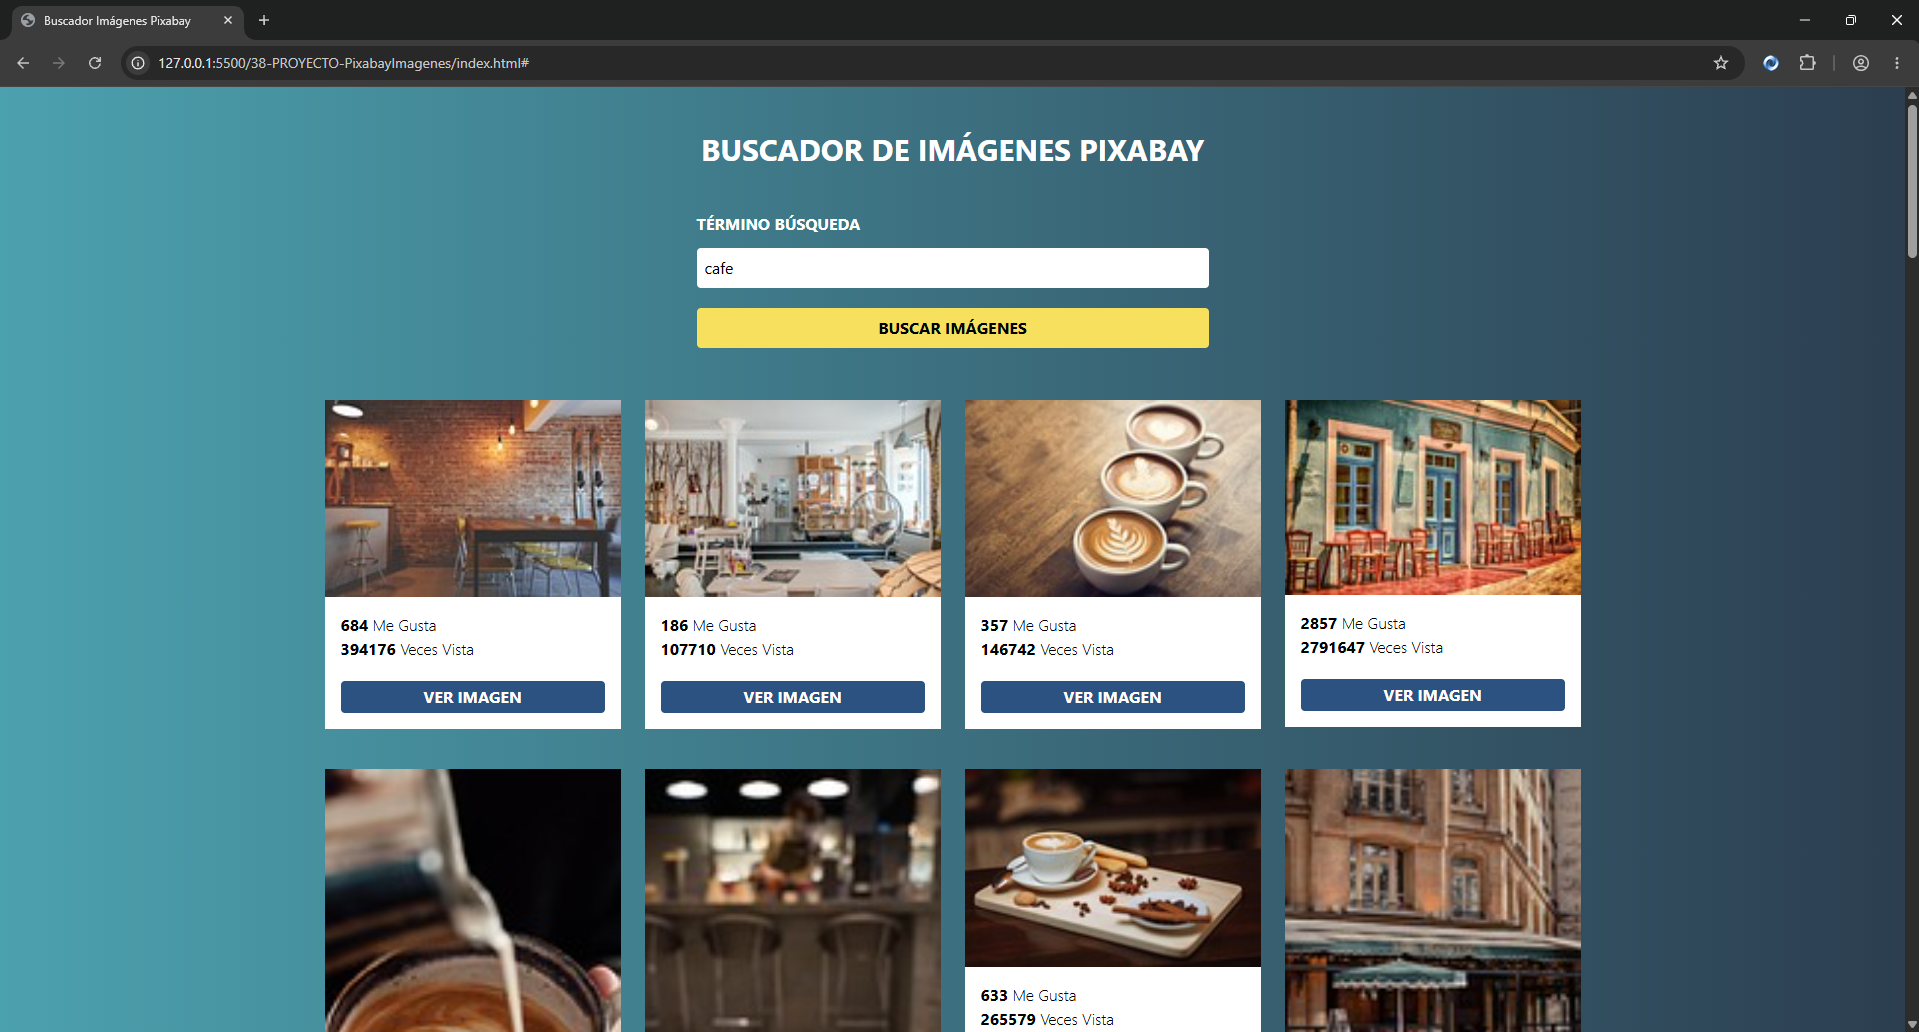 Buscador Imágenes Pixabay
127.0.0.1:5500/38-PROYECTO-PixabayImagenes/index.html#
BUSCADOR DE IMÁGENES PIXABAY
TÉRMINO BÚSQUEDA
cafe
BUSCAR IMÁGENES
684 Me Gusta
394176 Veces Vista
VER IMAGEN
186 Me Gusta
107710 Veces Vista
VER IMAGEN
357 Me Gusta
146742 Veces Vista
VER IMAGEN
2857 Me Gusta
2791647 Veces Vista
VER IMAGEN
633 Me Gusta
265579 Veces Vista